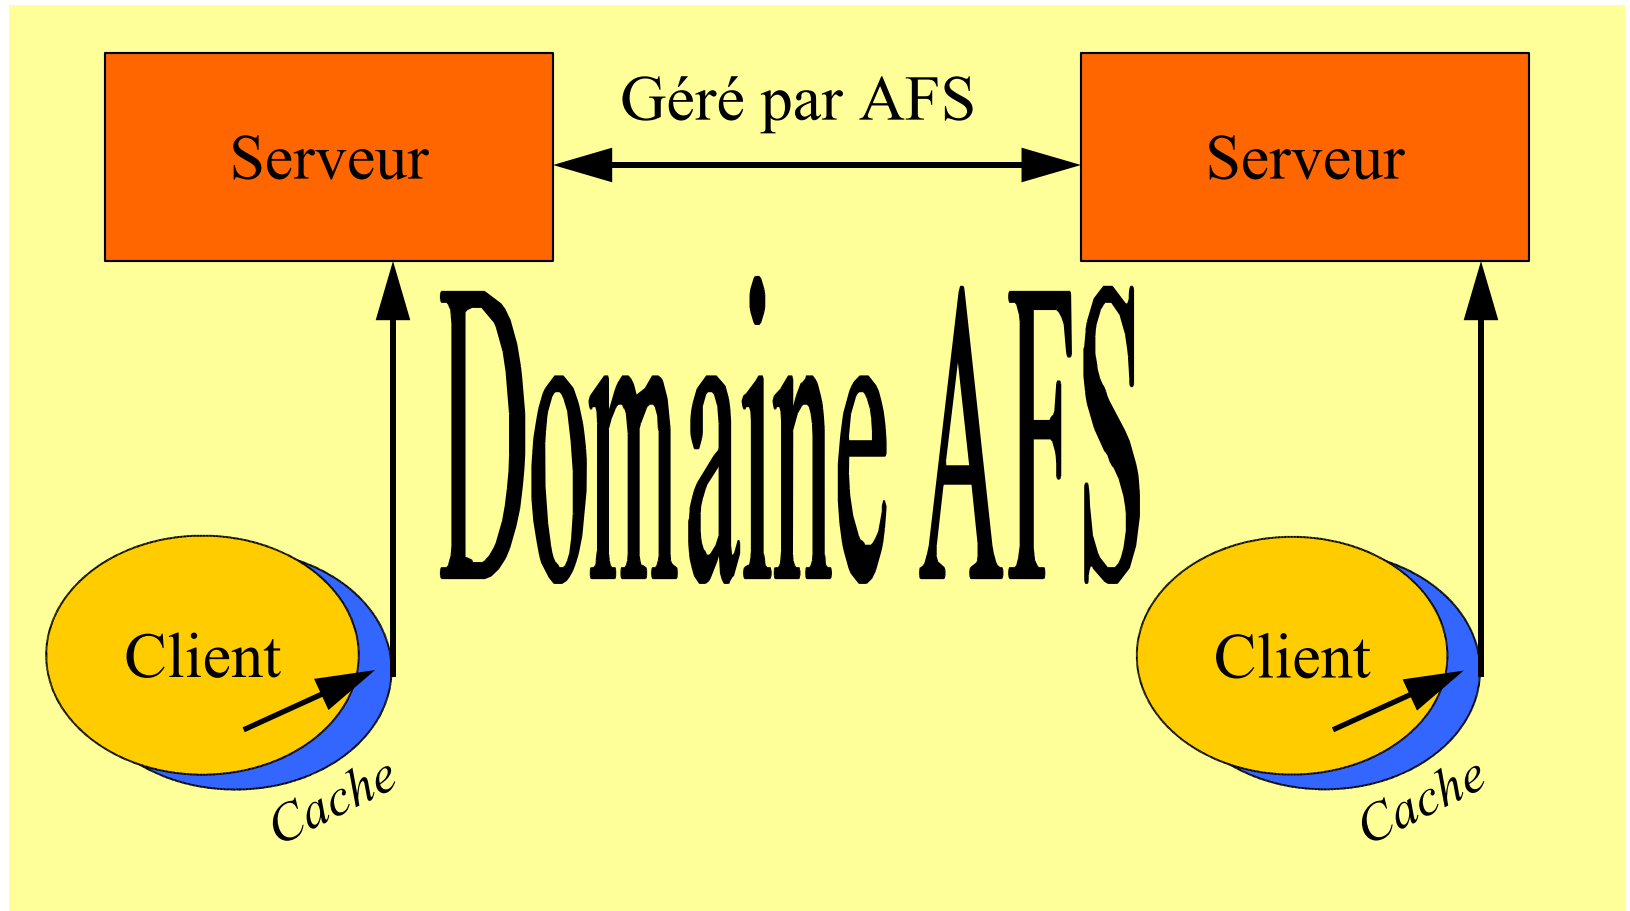 Géré par AFS
Serveur
Serveur
Domaine AFS
Client
Client
Cache
Cache